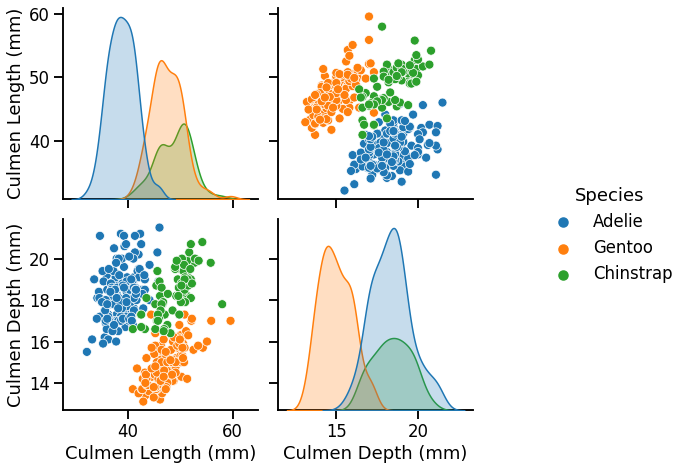 Culmen Length (mm)
60
50
40
Species
Adelie
Gentoo
Chinstrap
Culmen Depth (mm)
20
18
16
14
40
60
15
20
Culmen Length (mm)
Culmen Depth (mm)